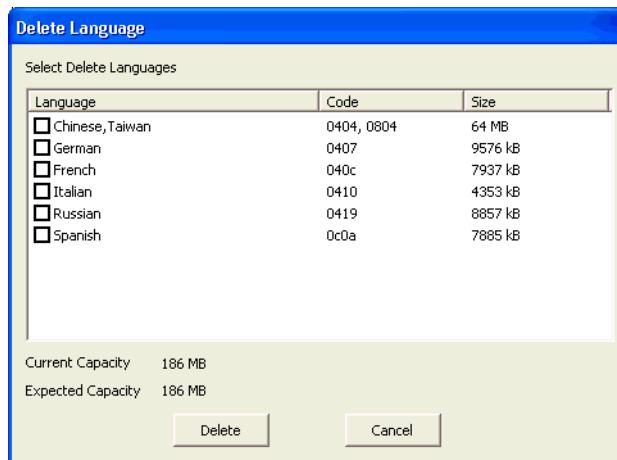 Delete Language
Select Delete Languages
Language Code Size
Chinese,Taiwan 0404, 0804 64 MB
German 0407 9576 kB
French 040c 7937 kB
Italian 0410 4353 kB
Russian 0419 8857 kB
Spanish 0c0a 7885 kB
Current Capacity 186 MB
Expected Capacity 186 MB
Delete Cancel